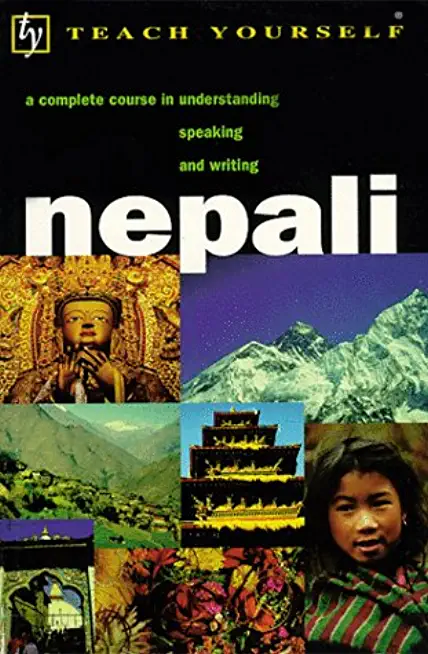 ty TEACH YOURSELF ®
a complete course in understanding
speaking
and writing
nepali